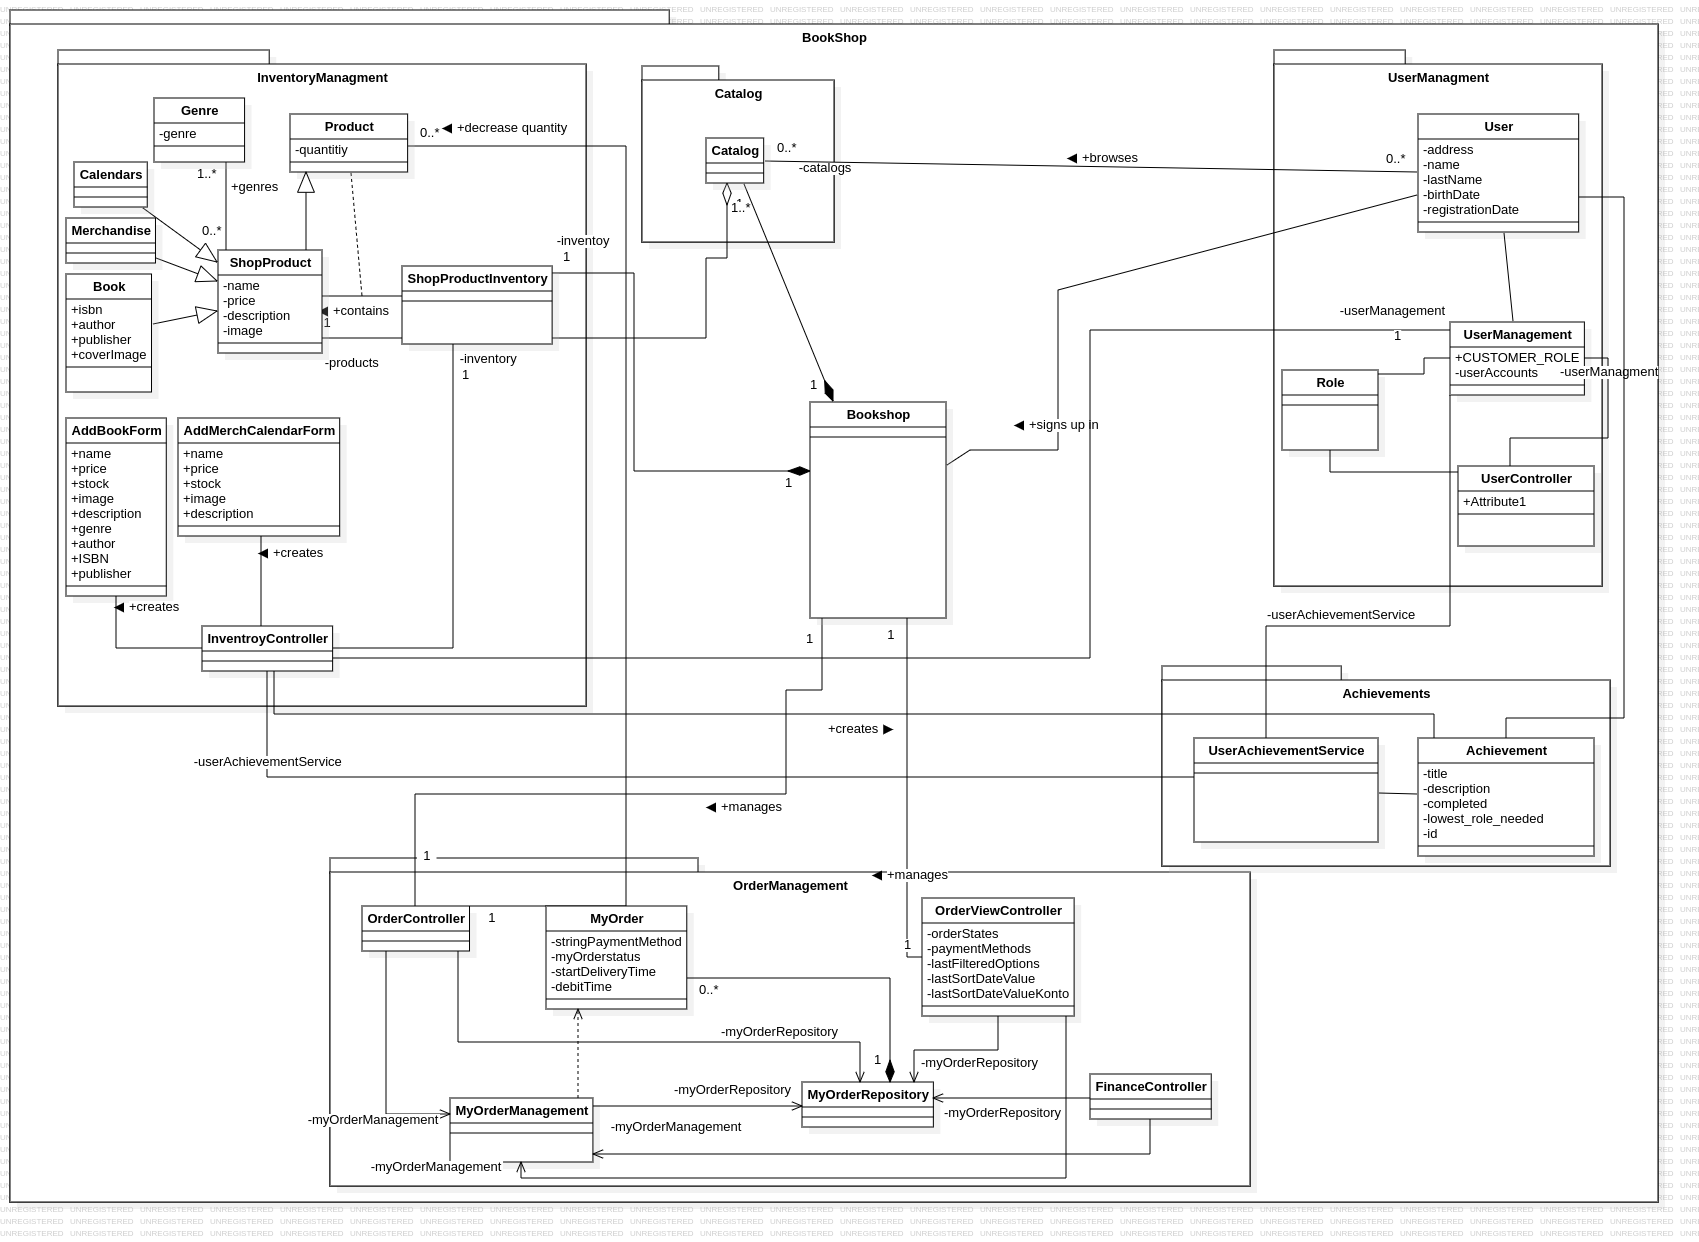 BookShop
InventoryManagment
Genre
-genre
Product
-quantitiy
0..*
◄ +decrease quantity
Calendars
1..*
+genres
Merchandise
0..*
ShopProduct
-name
-price
-description
-image
Book
+isbn
+author
+publisher
+coverImage
ShopProductInventory
◄ +contains
1
-products
-inventoy
1
-inventory
1
AddBookForm
+name
+price
+stock
+image
+description
+genre
+author
+ISBN
+publisher
AddMerchCalendarForm
+name
+price
+stock
+image
+description
◄ +creates
◄ +creates
InventroyController
Catalog
Catalog
0..*
-catalogs
1..*
◄ +browses
0..*
UserManagment
User
-address
-name
-lastName
-birthDate
-registrationDate
-userManagement
1
UserManagement
+CUSTOMER_ROLE
-userAccounts
-userManagment
Role
UserController
+Attribute1
1
Bookshop
◄ +signs up in
1
1
1
-userAchievementService
Achievements
UserAchievementService
Achievement
-title
-description
-completed
-lowest_role_needed
-id
+creates ►
-userAchievementService
◄ +manages
1
◄ +manages
OrderManagement
OrderController
1
MyOrder
-stringPaymentMethod
-myOrderstatus
-startDeliveryTime
-debitTime
0..*
OrderViewController
-orderStates
-paymentMethods
-lastFilteredOptions
-lastSortDateValue
-lastSortDateValueKonto
1
-myOrderRepository
1
-myOrderRepository
-myOrderRepository
MyOrderRepository
FinanceController
-myOrderRepository
MyOrderManagement
-myOrderManagement
-myOrderManagement
-myOrderManagement
UNREGISTERED